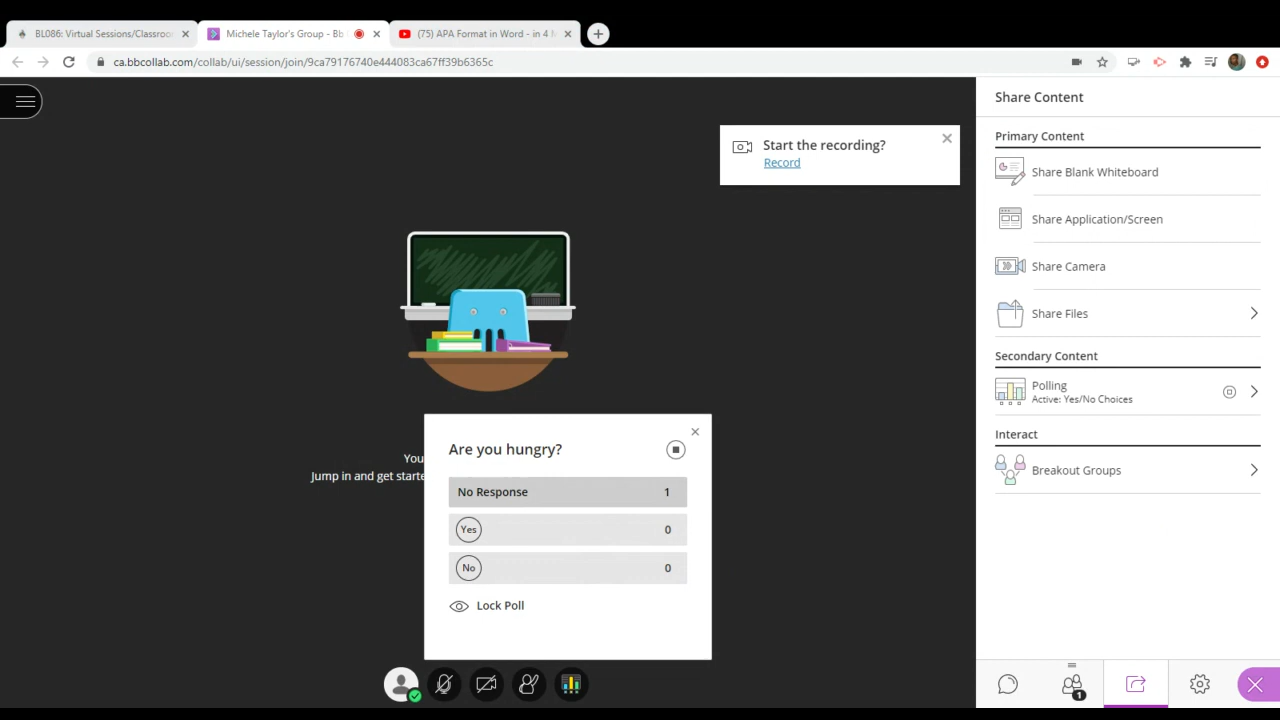 BL086: Virtual Sessions/Classroo
Michele Taylor's Group - Bb
(75) APA Format in Word - in 4
ca.bbcollab.com/collab/ui/session/join/9ca79176740e444083ca67ff39b6365c
Share Content
Primary Content
Start the recording?
Record
Share Blank Whiteboard
Share Application/Screen
Share Camera
Share Files
Secondary Content
Polling
Active: Yes/No Choices
Interact
Breakout Groups
You
Jump in and get starte
Are you hungry?
No Response 1
Yes 0
No 0
Lock Poll
1